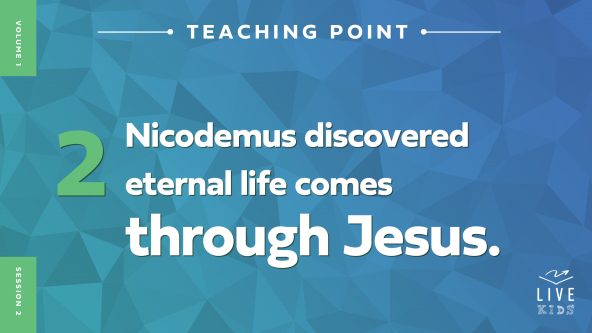 VOLUME 1
TEACHING POINT
2
Nicodemus discovered
eternal life comes
through Jesus.
SESSION 2
LIVE
KIDS